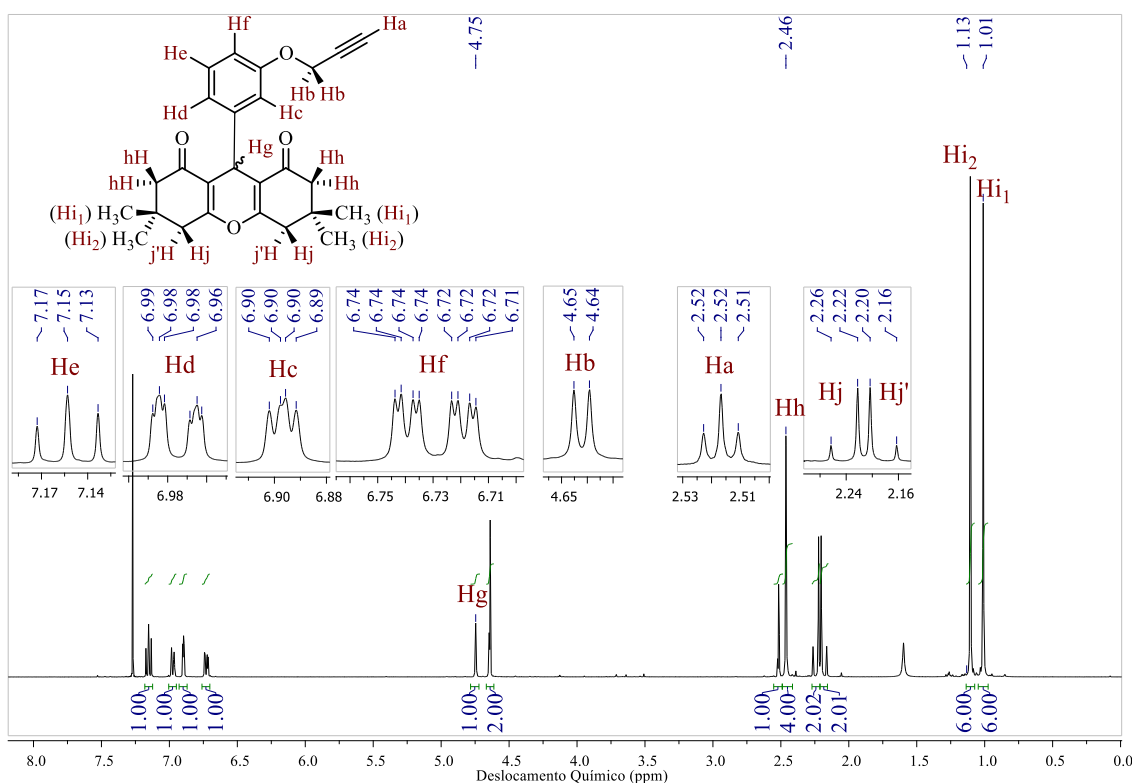 Hf
Ha
He
O
Hb Hb
Hd
Hc
O
Hg
O
hH
Hh
hH
Hh
(Hi₁) H₃C
CH₃ (Hi₁)
O
(Hi₂) H₃C
CH₃ (Hi₂)
j'H Hj
j'H Hj
4.75
2.46
1.13
1.01
Hi₂
Hi₁
7.17 7.15 7.13
He
7.17 7.14
6.99 6.98 6.98 6.96
Hd
6.98
6.90 6.90 6.90 6.89
Hc
6.90 6.88
6.74 6.74 6.74 6.74 6.72 6.72 6.72 6.71
Hf
6.75 6.73 6.71
4.65 4.64
Hb
4.65
2.52 2.52 2.51
Ha
2.53 2.51
Hh
2.26 2.22 2.20 2.16
Hj Hj'
2.24 2.16
Hg
1.00 1.00 1.00 1.00 1.00 2.00 1.00 4.00 2.02 2.01 6.00 6.00
8.0 7.5 7.0 6.5 6.0 5.5 5.0 4.5 4.0 3.5 3.0 2.5 2.0 1.5 1.0 0.5 0.0
Deslocamento Químico (ppm)